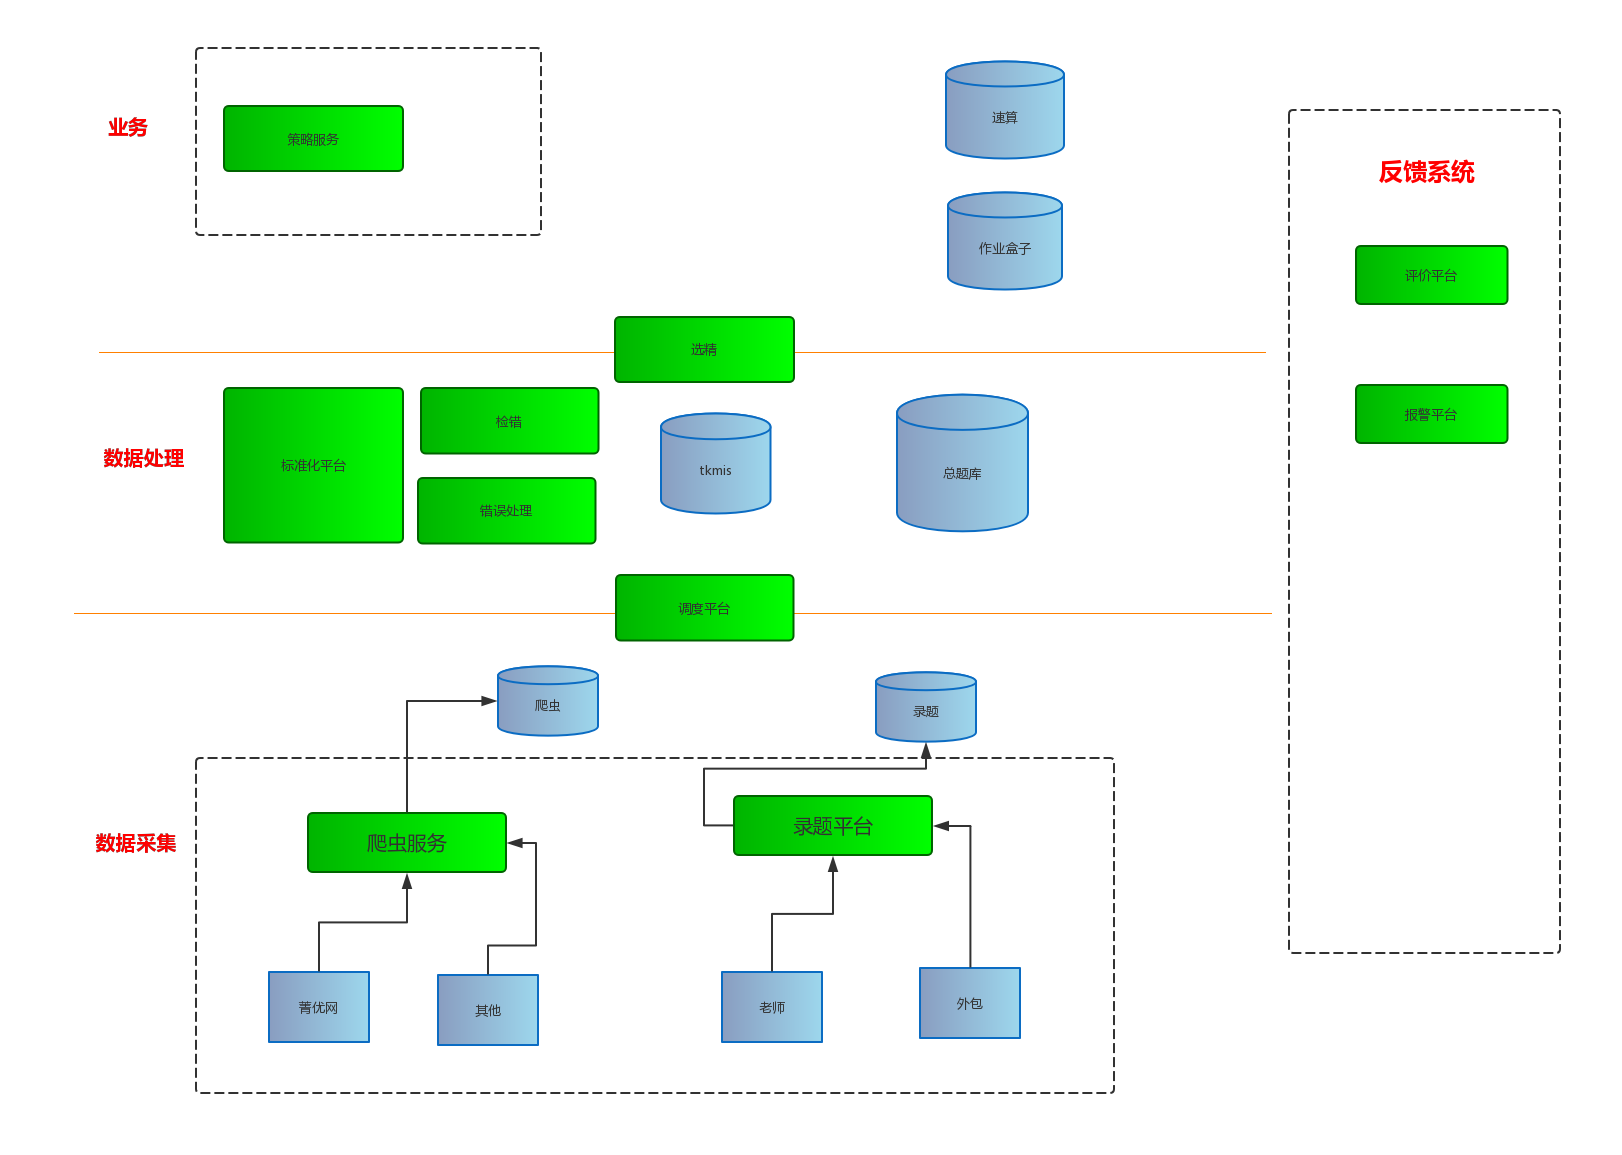 业务
策略服务
速算
作业盒子
反馈系统
评价平台
报警平台
选精
数据处理
标准化平台
检错
错误处理
tkmis
总题库
调度平台
爬虫
录题
数据采集
爬虫服务
录题平台
菁优网
其他
老师
外包